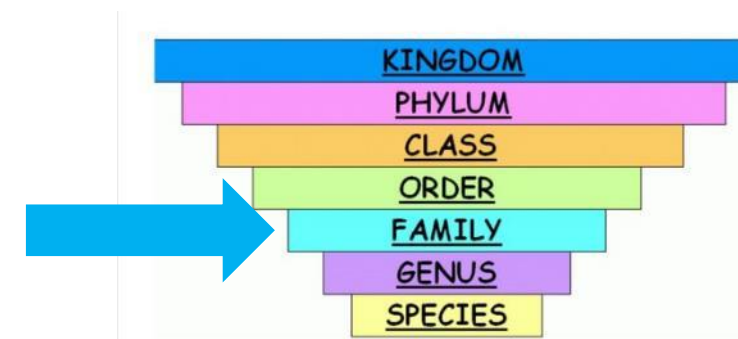 KINGDOM
PHYLUM
CLASS
ORDER
FAMILY
GENUS
SPECIES